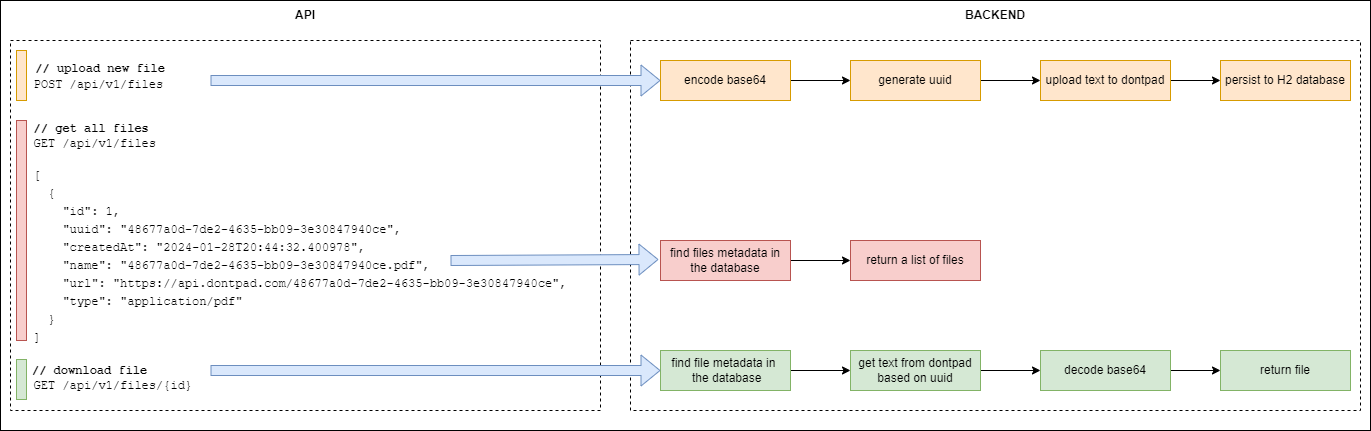 API
BACKEND
// upload new file
POST /api/v1/files
encode base64
generate uuid
upload text to dontpad
persist to H2 database
// get all files
GET /api/v1/files
[
{
"id": 1,
"uuid": "48677a0d-7de2-4635-bb09-3e30847940ce",
"createdAt": "2024-01-28T20:44:32.400978",
"name": "48677a0d-7de2-4635-bb09-3e30847940ce.pdf",
"url": "https://api.dontpad.com/48677a0d-7de2-4635-bb09-3e30847940ce",
"type": "application/pdf"
}
]
find files metadata in
the database
return a list of files
// download file
GET /api/v1/files/{id}
find file metadata in
the database
get text from dontpad
based on uuid
decode base64
return file